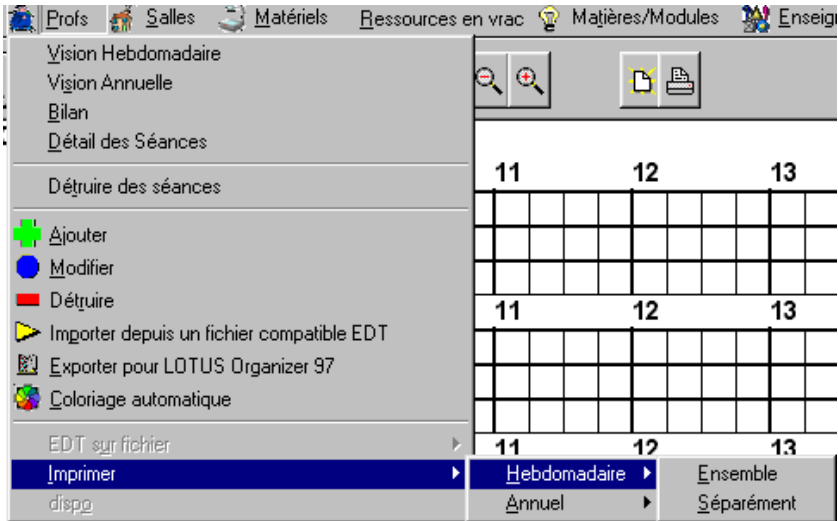 Profs Salles Matériels Ressources en vrac Matières/Modules Enseign
Vision Hebdomadaire
Vision Annuelle
Bilan
Détail des Séances
Détruire des séances
Ajouter
Modifier
Détruire
Importer depuis un fichier compatible EDT
Exporter pour LOTUS Organizer 97
Coloriage automatique
EDT sur fichier
Imprimer
dispo
11 12 13
11 12 13
11 12 13
Hebdomadaire
Annuel
Ensemble
Séparément